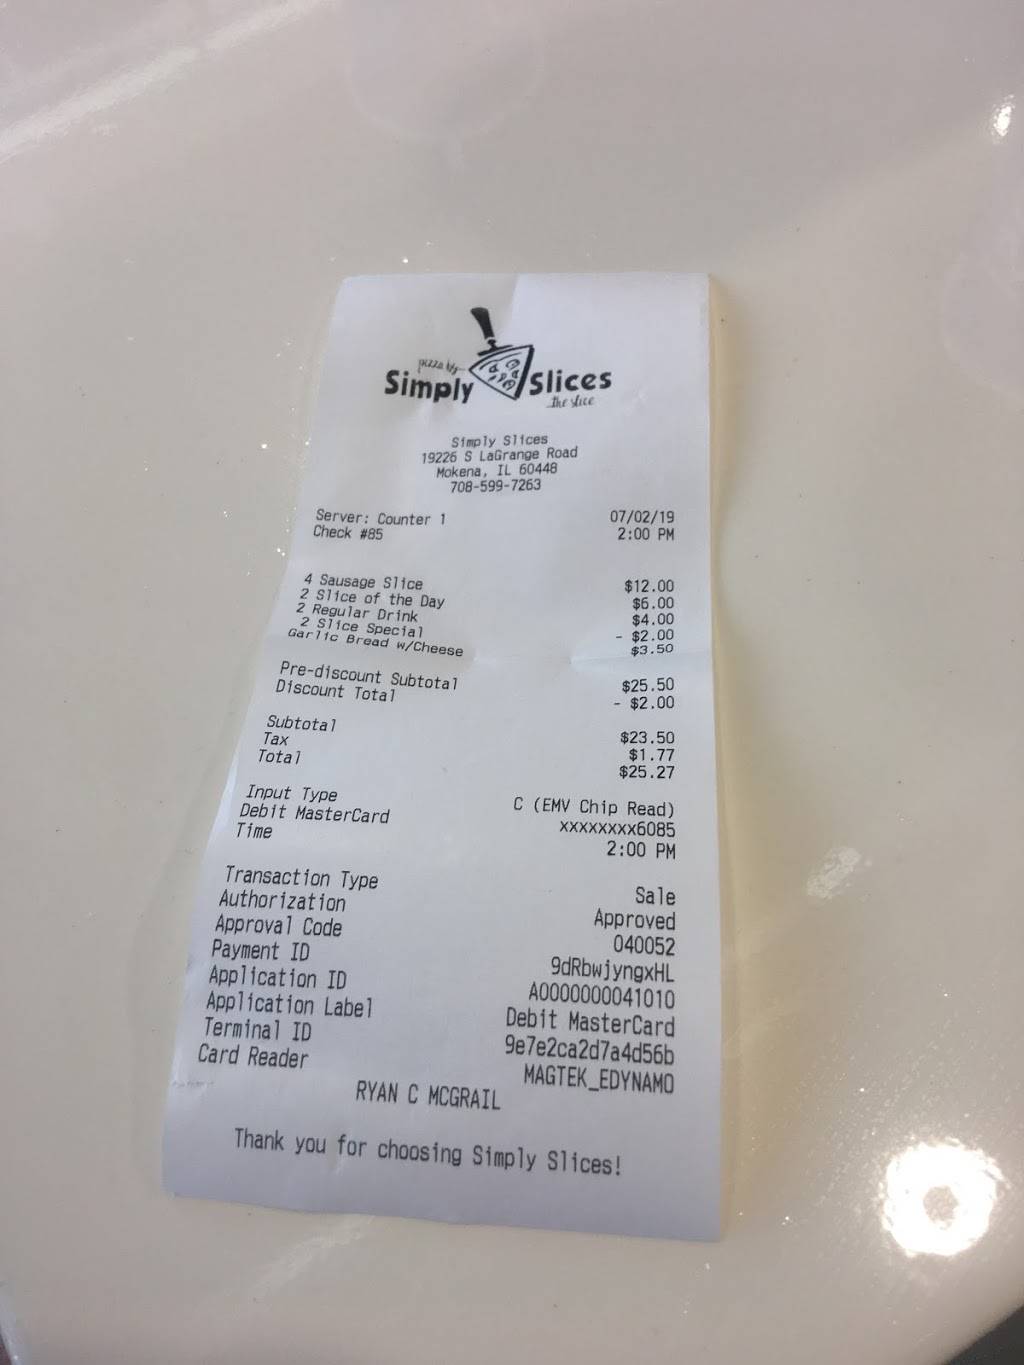 pizza by
Simply Slices
the slice
Simply Slices
19226 S LaGrange Road
Mokena, IL 60448
708-599-7263
Server: Counter 1 07/02/19
Check #85 2:00 PM
4 Sausage Slice $12.00
2 Slice of the Day $6.00
2 Regular Drink $4.00
2 Slice Special - $2.00
Garlic Bread w/Cheese $3.50
Pre-discount Subtotal $25.50
Discount Total - $2.00
Subtotal $23.50
Tax $1.77
Total $25.27
Input Type C (EMV Chip Read)
Debit MasterCard xxxxxxxx6085
Time 2:00 PM
Transaction Type Sale
Authorization Approved
Approval Code 040052
Payment ID 9dRbwjyngxHL
Application ID A0000000041010
Application Label Debit MasterCard
Terminal ID 9e7e2ca2d7a4d56b
Card Reader MAGTEK_EDYNAMO
RYAN C MCGRAIL
Thank you for choosing Simply Slices!